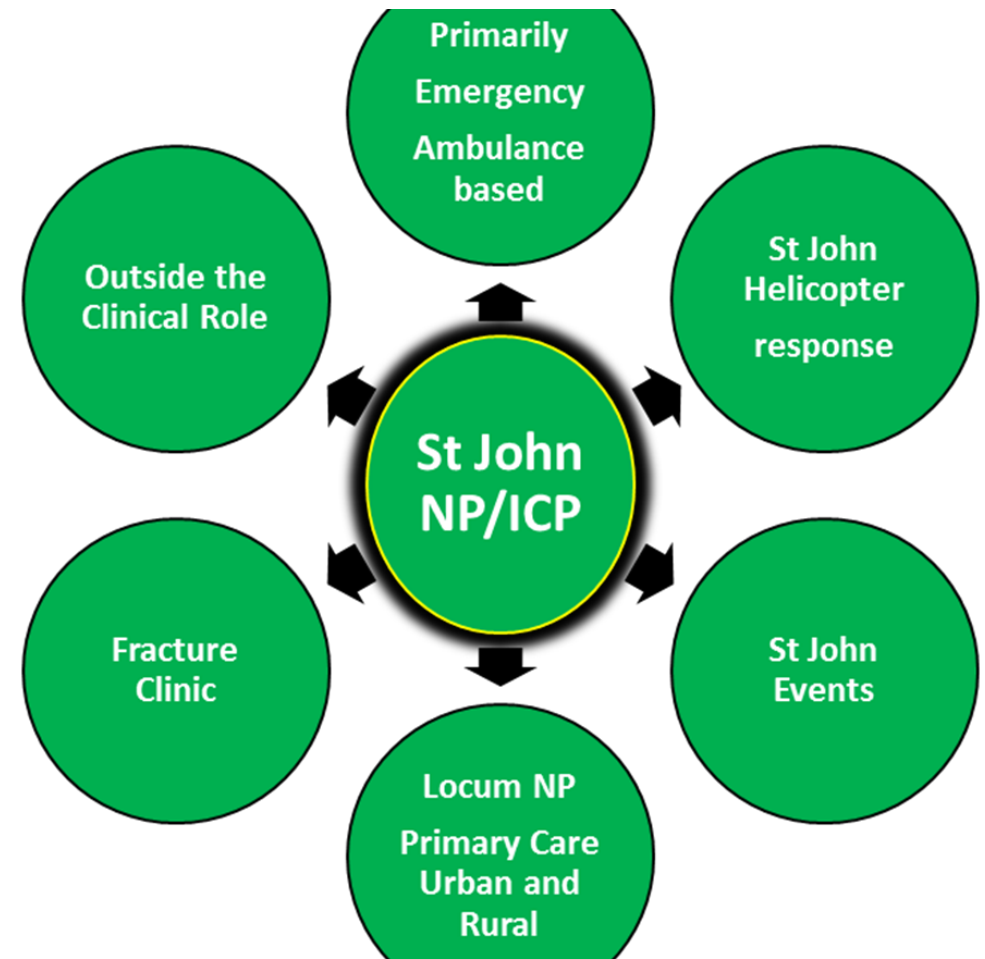 Primarily
Emergency
Ambulance
based
St John
Helicopter
response
Outside the
Clinical Role
St John
NP/ICP
Fracture
Clinic
St John
Events
Locum NP
Primary Care
Urban and
Rural